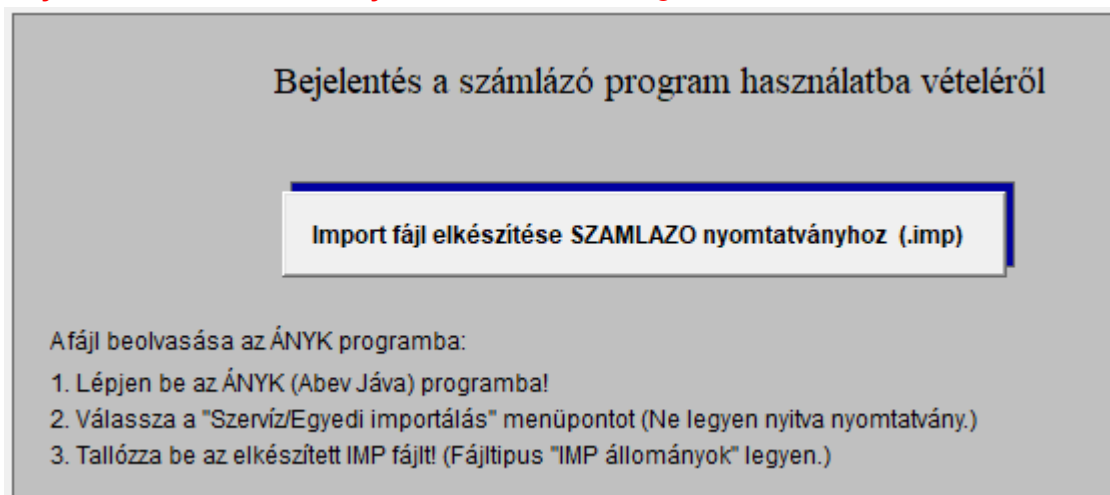 Bejelentés a számlázó program használatba vételéről
Import fájl elkészítése SZAMLAZO nyomtatványhoz (.imp)
A fájl beolvasása az ÁNYK programba:
1. Lépjen be az ÁNYK (Abev Jáva) programba!
2. Válassza a "Szervíz/Egyedi importálás" menüpontot (Ne legyen nyitva nyomtatvány.)
3. Tallózza be az elkészített IMP fájlt! (Fájltipus "IMP állományok" legyen.)